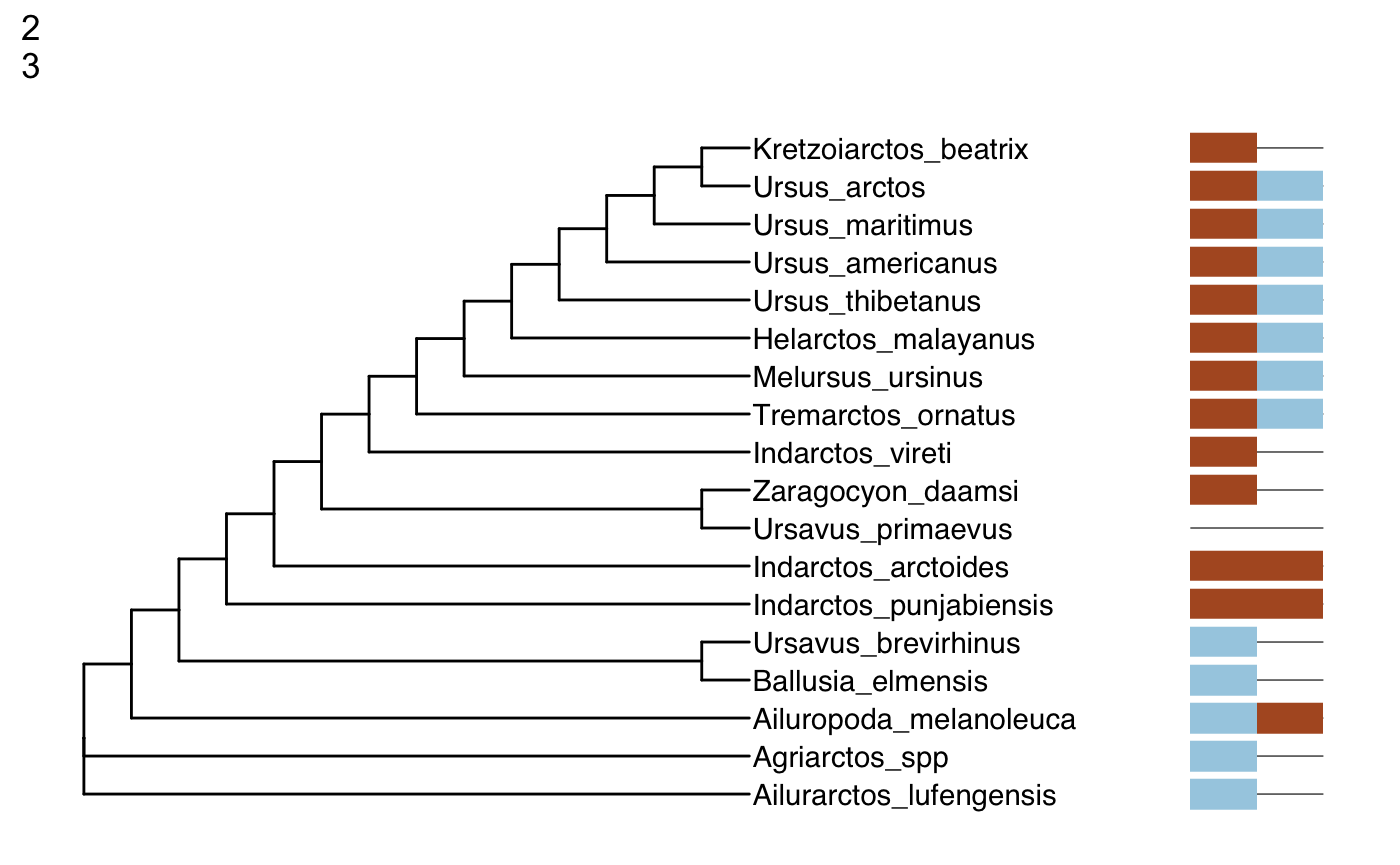 2
3
Kretzoiarctos_beatrix
Ursus_arctos
Ursus_maritimus
Ursus_americanus
Ursus_thibetanus
Helarctos_malayanus
Melursus_ursinus
Tremarctos_ornatus
Indarctos_vireti
Zaragocyon_daamsi
Ursavus_primaevus
Indarctos_arctoides
Indarctos_punjabiensis
Ursavus_brevirhinus
Ballusia_elmensis
Ailuropoda_melanoleuca
Agriarctos_spp
Ailurarctos_lufengensis